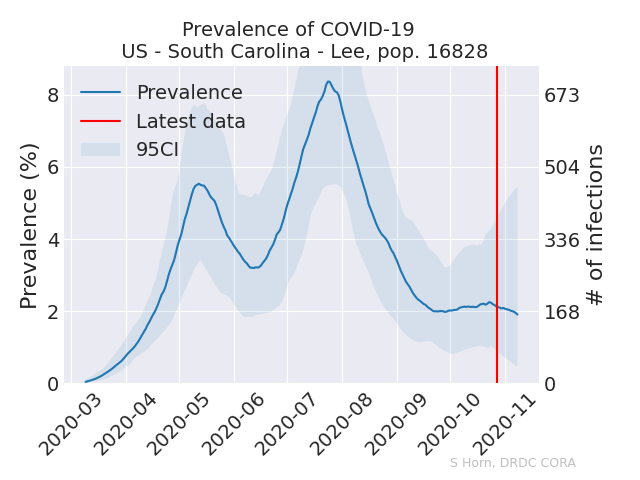 Prevalence of COVID-19
US - South Carolina - Lee, pop. 16828
Prevalence
Latest data
95CI
Prevalence (%)
8
6
4
2
0
673
504
336
168
0
# of infections
2020-03
2020-04
2020-05
2020-06
2020-07
2020-08
2020-09
2020-10
2020-11
S Horn, DRDC CORA